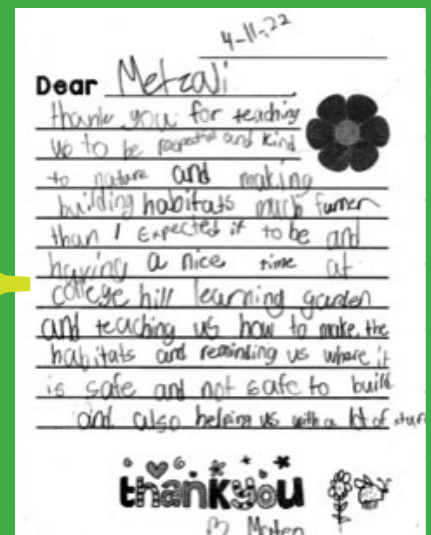 4-11-22
Dear Metzali
thank you for teaching
us to be respectful and kind
to nature and making
building habitats much funner
than I expected it to be and
having a nice time at
college hill learning garden
and teaching us how to make the
habitats and reminding us where it
is safe and not safe to build
and also helping us with a lot of stuff
thank you
Mateo